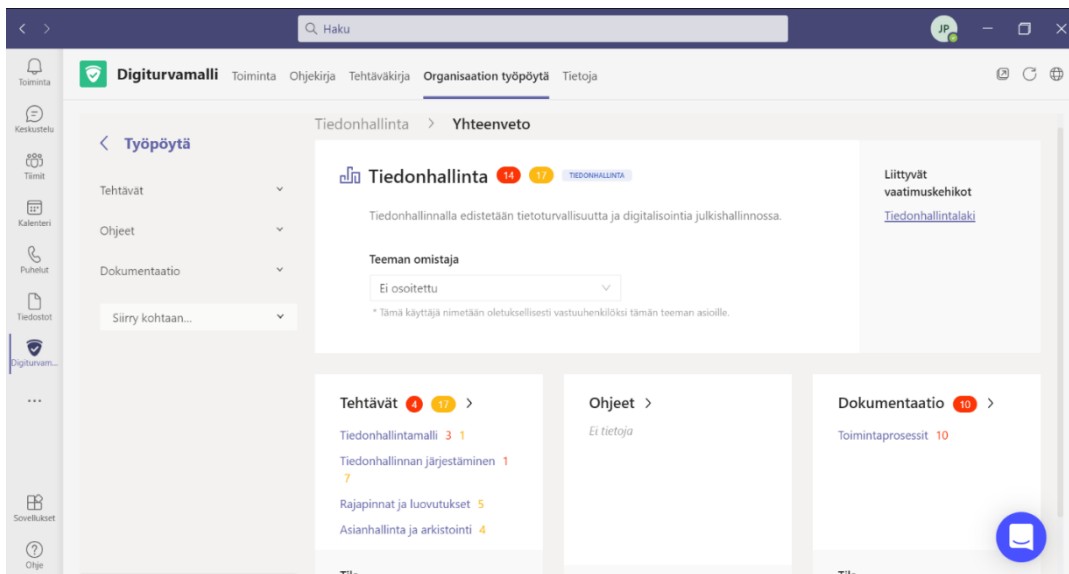 Haku
JP
Toiminta
Keskustelu
Tiimit
Kalenteri
Puhelut
Tiedostot
Digiturvam...
...
Sovellukset
Ohje
Digiturvamalli Toiminta Ohjekirja Tehtäväkirja Organisaation työpöytä Tietoja
Työpöytä
Tehtävät
Ohjeet
Dokumentaatio
Siirry kohtaan...
Tiedonhallinta > Yhteenveto
Tiedonhallinta 14 17 TIEDONHALLINTA
Tiedonhallinnalla edistetään tietoturvallisuutta ja digitalisointia julkishallinnossa.
Teeman omistaja
Ei osoitettu
* Tämä käyttäjä nimetään oletuksellisesti vastuuhenkilöksi tämän teeman asioille.
Liittyvät
vaatimuskehikot
Tiedonhallintalaki
Tehtävät 4 17 >
Tiedonhallintamalli 3 1
Tiedonhallinnan järjestäminen 1
7
Rajapinnat ja luovutukset 5
Asianhallinta ja arkistointi 4
Ohjeet >
Ei tietoja
Dokumentaatio 10 >
Toimintaprosessit 10